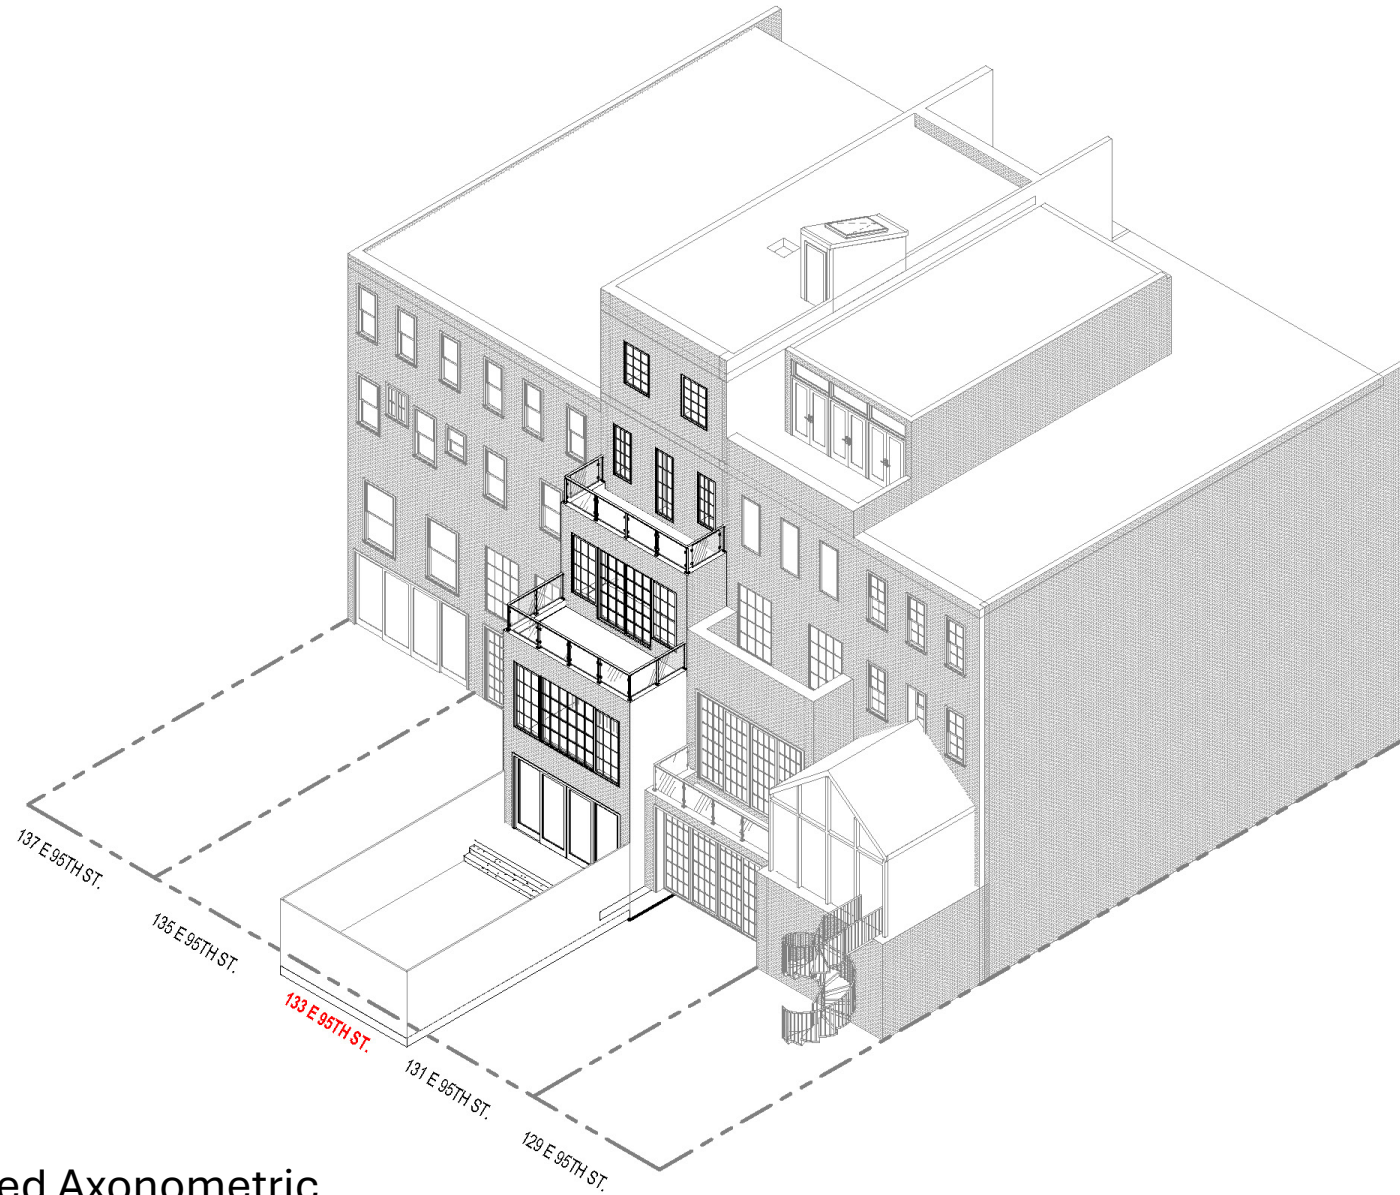 137 E 95TH ST.
135 E 95TH ST.
133 E 95TH ST.
131 E 95TH ST.
129 E 95TH ST.
ed Axonometric